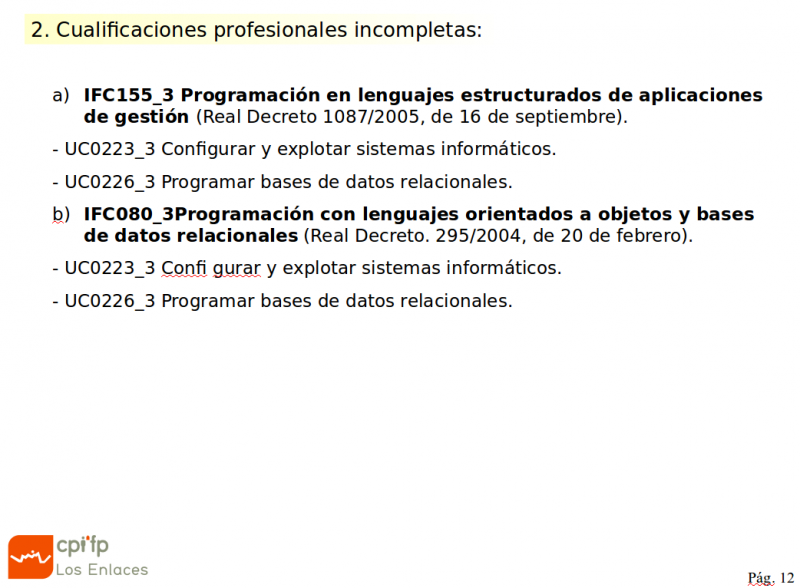 2. Cualificaciones profesionales incompletas:
a) IFC155_3 Programación en lenguajes estructurados de aplicaciones
de gestión (Real Decreto 1087/2005, de 16 de septiembre).
- UC0223_3 Configurar y explotar sistemas informáticos.
- UC0226_3 Programar bases de datos relacionales.
b) IFC080_3Programación con lenguajes orientados a objetos y bases
de datos relacionales (Real Decreto. 295/2004, de 20 de febrero).
- UC0223_3 Confi gurar y explotar sistemas informáticos.
- UC0226_3 Programar bases de datos relacionales.
cpifp
Los Enlaces
Pág. 12